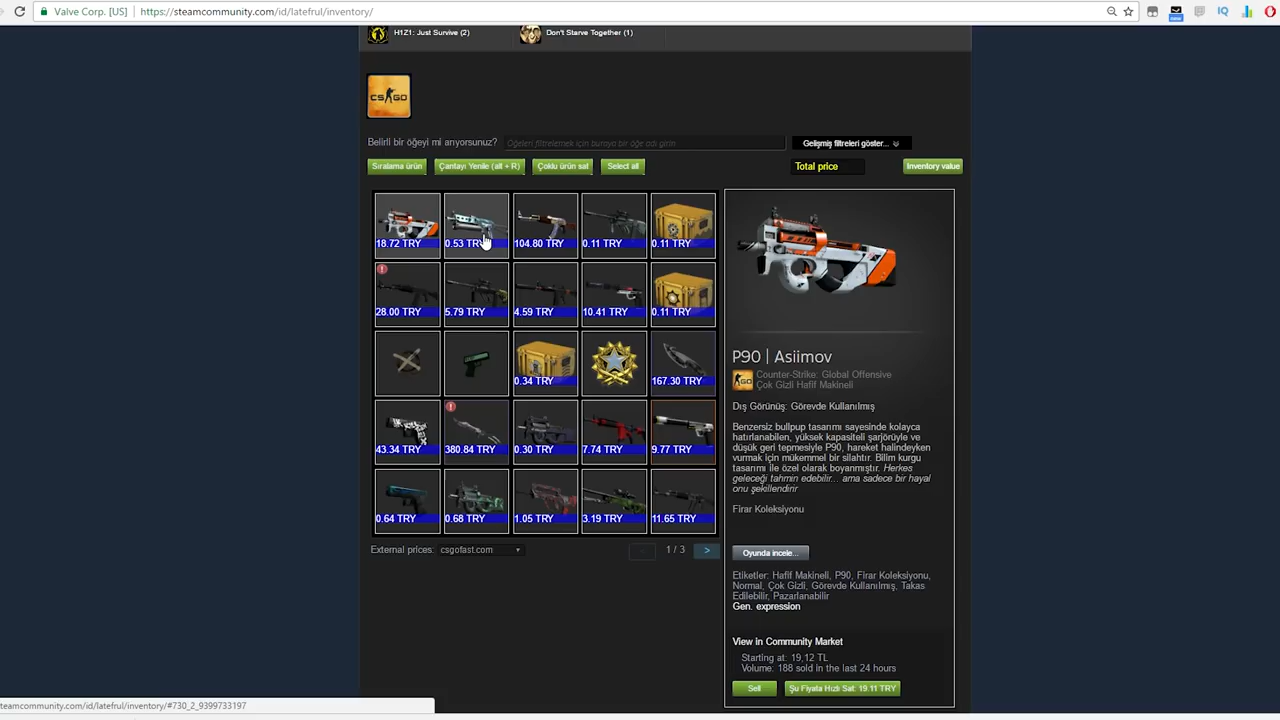 Valve Corp. [US]
https://steamcommunity.com/id/latefrul/inventory/
H1Z1: Just Survive (2)
Don't Starve Together (1)
CS GO
Belirli bir öğeyi mi arıyorsunuz?
Öğeleri filtrelemek için buraya bir öğe adı girin
Gelişmiş filtreleri göster...
Sıralama ürün
Çantayı Yenile (alt + R)
Çoklu ürün sat
Select all
Total price
Inventory value
18.72 TRY
0.53 TRY
104.80 TRY
0.11 TRY
0.11 TRY
28.00 TRY
5.79 TRY
4.59 TRY
10.41 TRY
0.11 TRY
0.34 TRY
167.30 TRY
43.34 TRY
380.84 TRY
0.30 TRY
7.74 TRY
9.77 TRY
0.64 TRY
0.68 TRY
1.05 TRY
3.19 TRY
11.65 TRY
External prices: csgofast.com
1 / 3
>
P90 | Asiimov
Counter-Strike: Global Offensive
Çok Gizli Hafif Makineli
Dış Görünüş: Görevde Kullanılmış
Benzersiz bullpup tasarımı sayesinde kolayca
hatırlanabilen, yüksek kapasiteli şarjörüyle ve
düşük geri tepmesiyle P90, hareket halindeyken
vurmak için mükemmel bir silahtır. Bilim kurgu
tasarımı ile özel olarak boyanmıştır. Herkes
geleceği tahmin edebilir... ama sadece bir hayal
onu şekillendirir
Firar Koleksiyonu
Oyunda incele...
Etiketler: Hafif Makineli, P90, Firar Koleksiyonu,
Normal, Çok Gizli, Görevde Kullanılmış, Takas
Edilebilir, Pazarlanabilir
Gen. expression
View in Community Market
Starting at: 19,12 TL
Volume: 188 sold in the last 24 hours
Sell
Şu Fiyata Hızlı Sat: 19.11 TRY
steamcommunity.com/id/latefrul/inventory/#730_2_9399733197